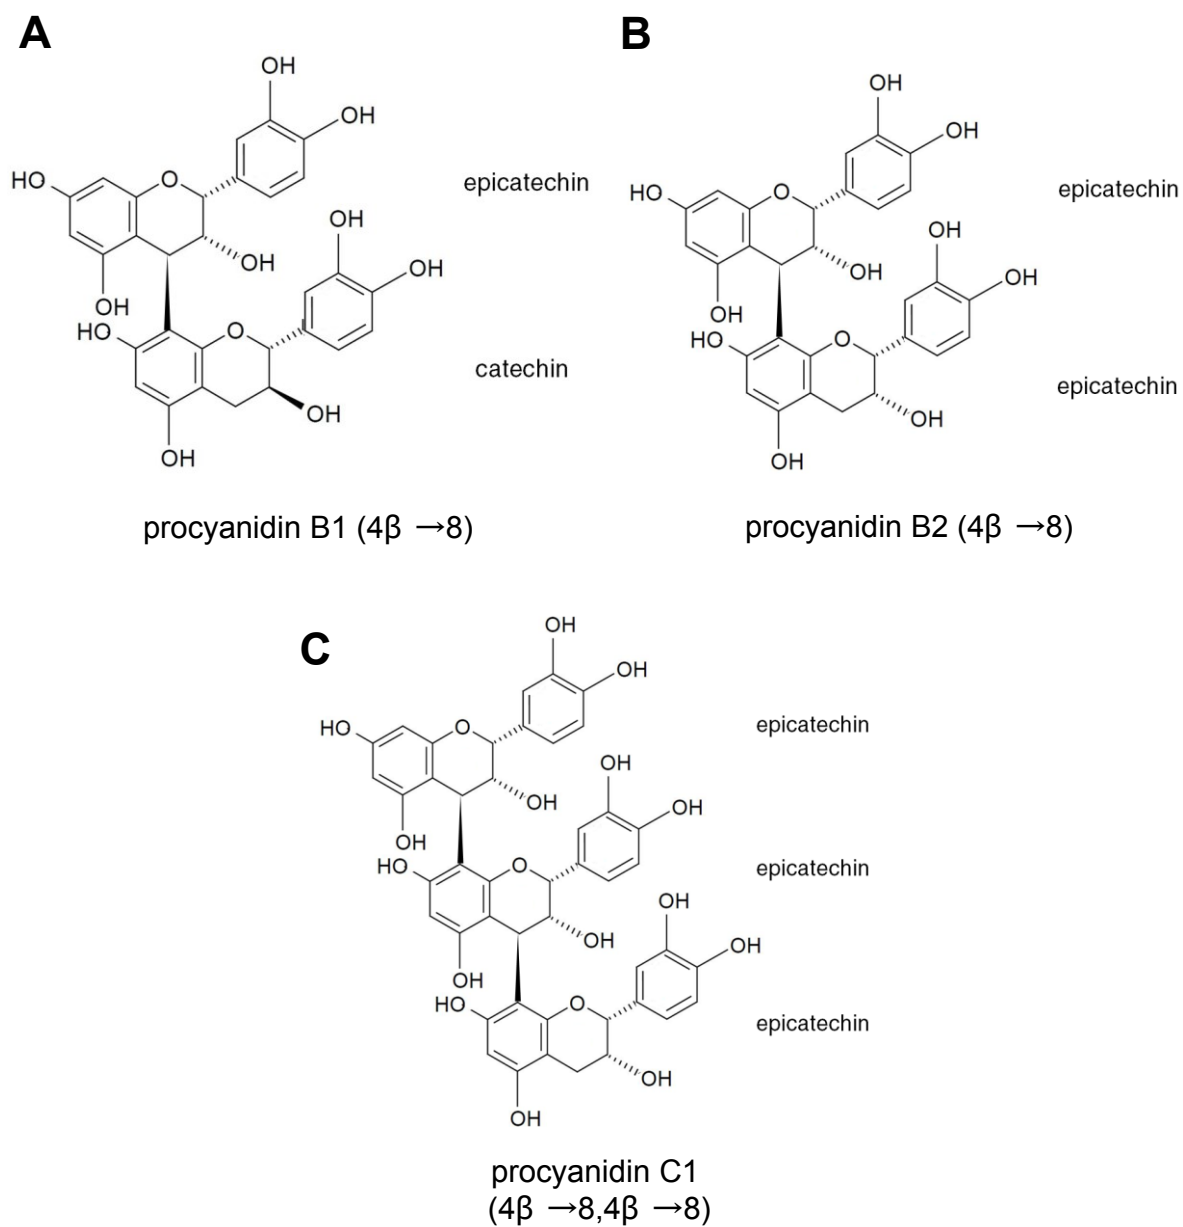 A
B
OH
OH
HO
O
epicatechin
OH
OH
OH
OH
HO
O
catechin
OH
OH
procyanidin B1 (4β →8)
OH
OH
HO
O
epicatechin
OH
OH
OH
OH
HO
O
epicatechin
OH
OH
procyanidin B2 (4β →8)
C
OH
OH
HO
O
epicatechin
OH
OH
OH
OH
HO
O
epicatechin
OH
OH
OH
OH
HO
O
epicatechin
OH
OH
procyanidin C1
(4β →8,4β →8)